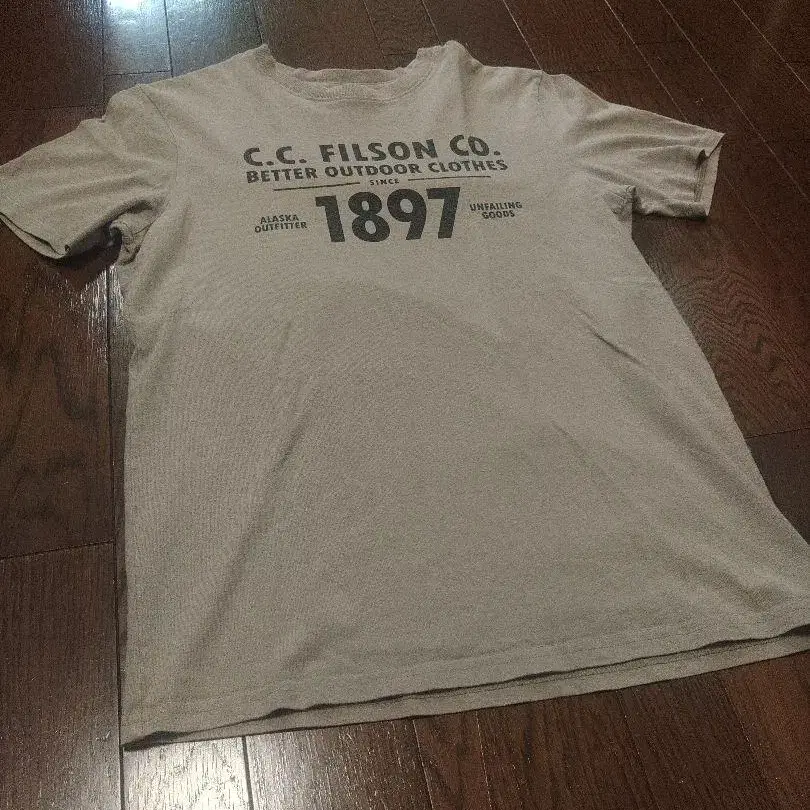 C.C. FILSON CO.
BETTER OUTDOOR CLOTHES
SINCE
ALASKA
OUTFITTER
1897
UNFAILING
GOODS